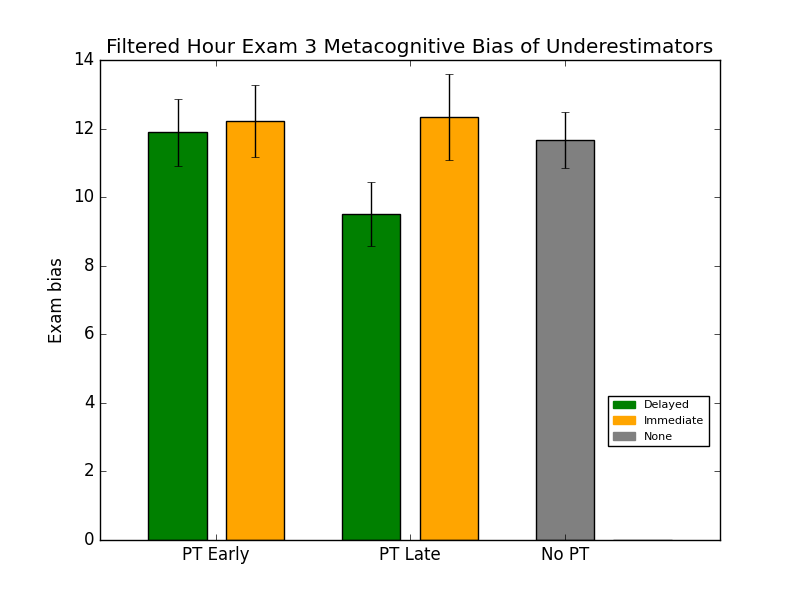 Filtered Hour Exam 3 Metacognitive Bias of Underestimators
14
12
10
8
6
4
2
0
Exam bias
Delayed
Immediate
None
PT Early
PT Late
No PT